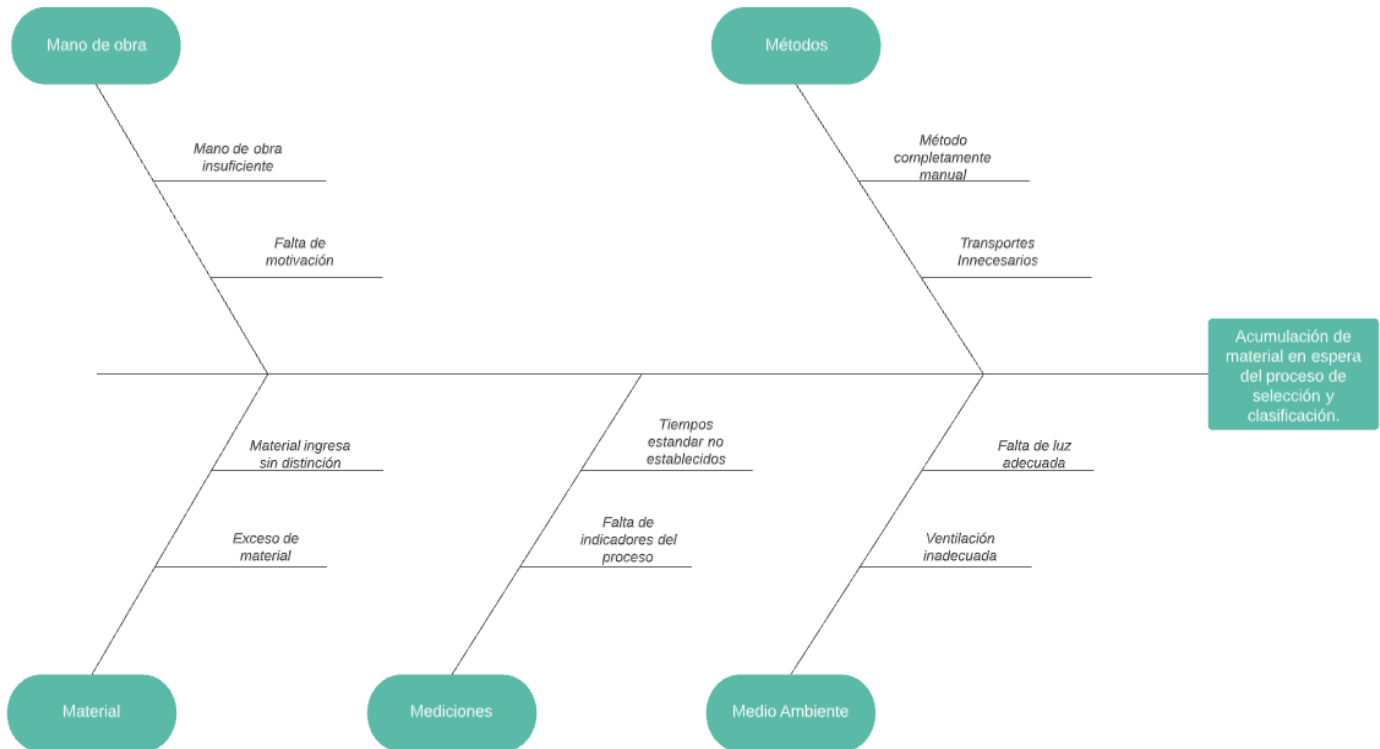 Mano de obra
Métodos
Mano de obra
insuficiente
Método
completamente
manual
Falta de
motivación
Transportes
Innecesarios
Acumulación de
material en espera
del proceso de
selección y
clasificación.
Material ingresa
sin distinción
Tiempos
estandar no
establecidos
Falta de luz
adecuada
Exceso de
material
Falta de
indicadores del
proceso
Ventilación
inadecuada
Material
Mediciones
Medio Ambiente